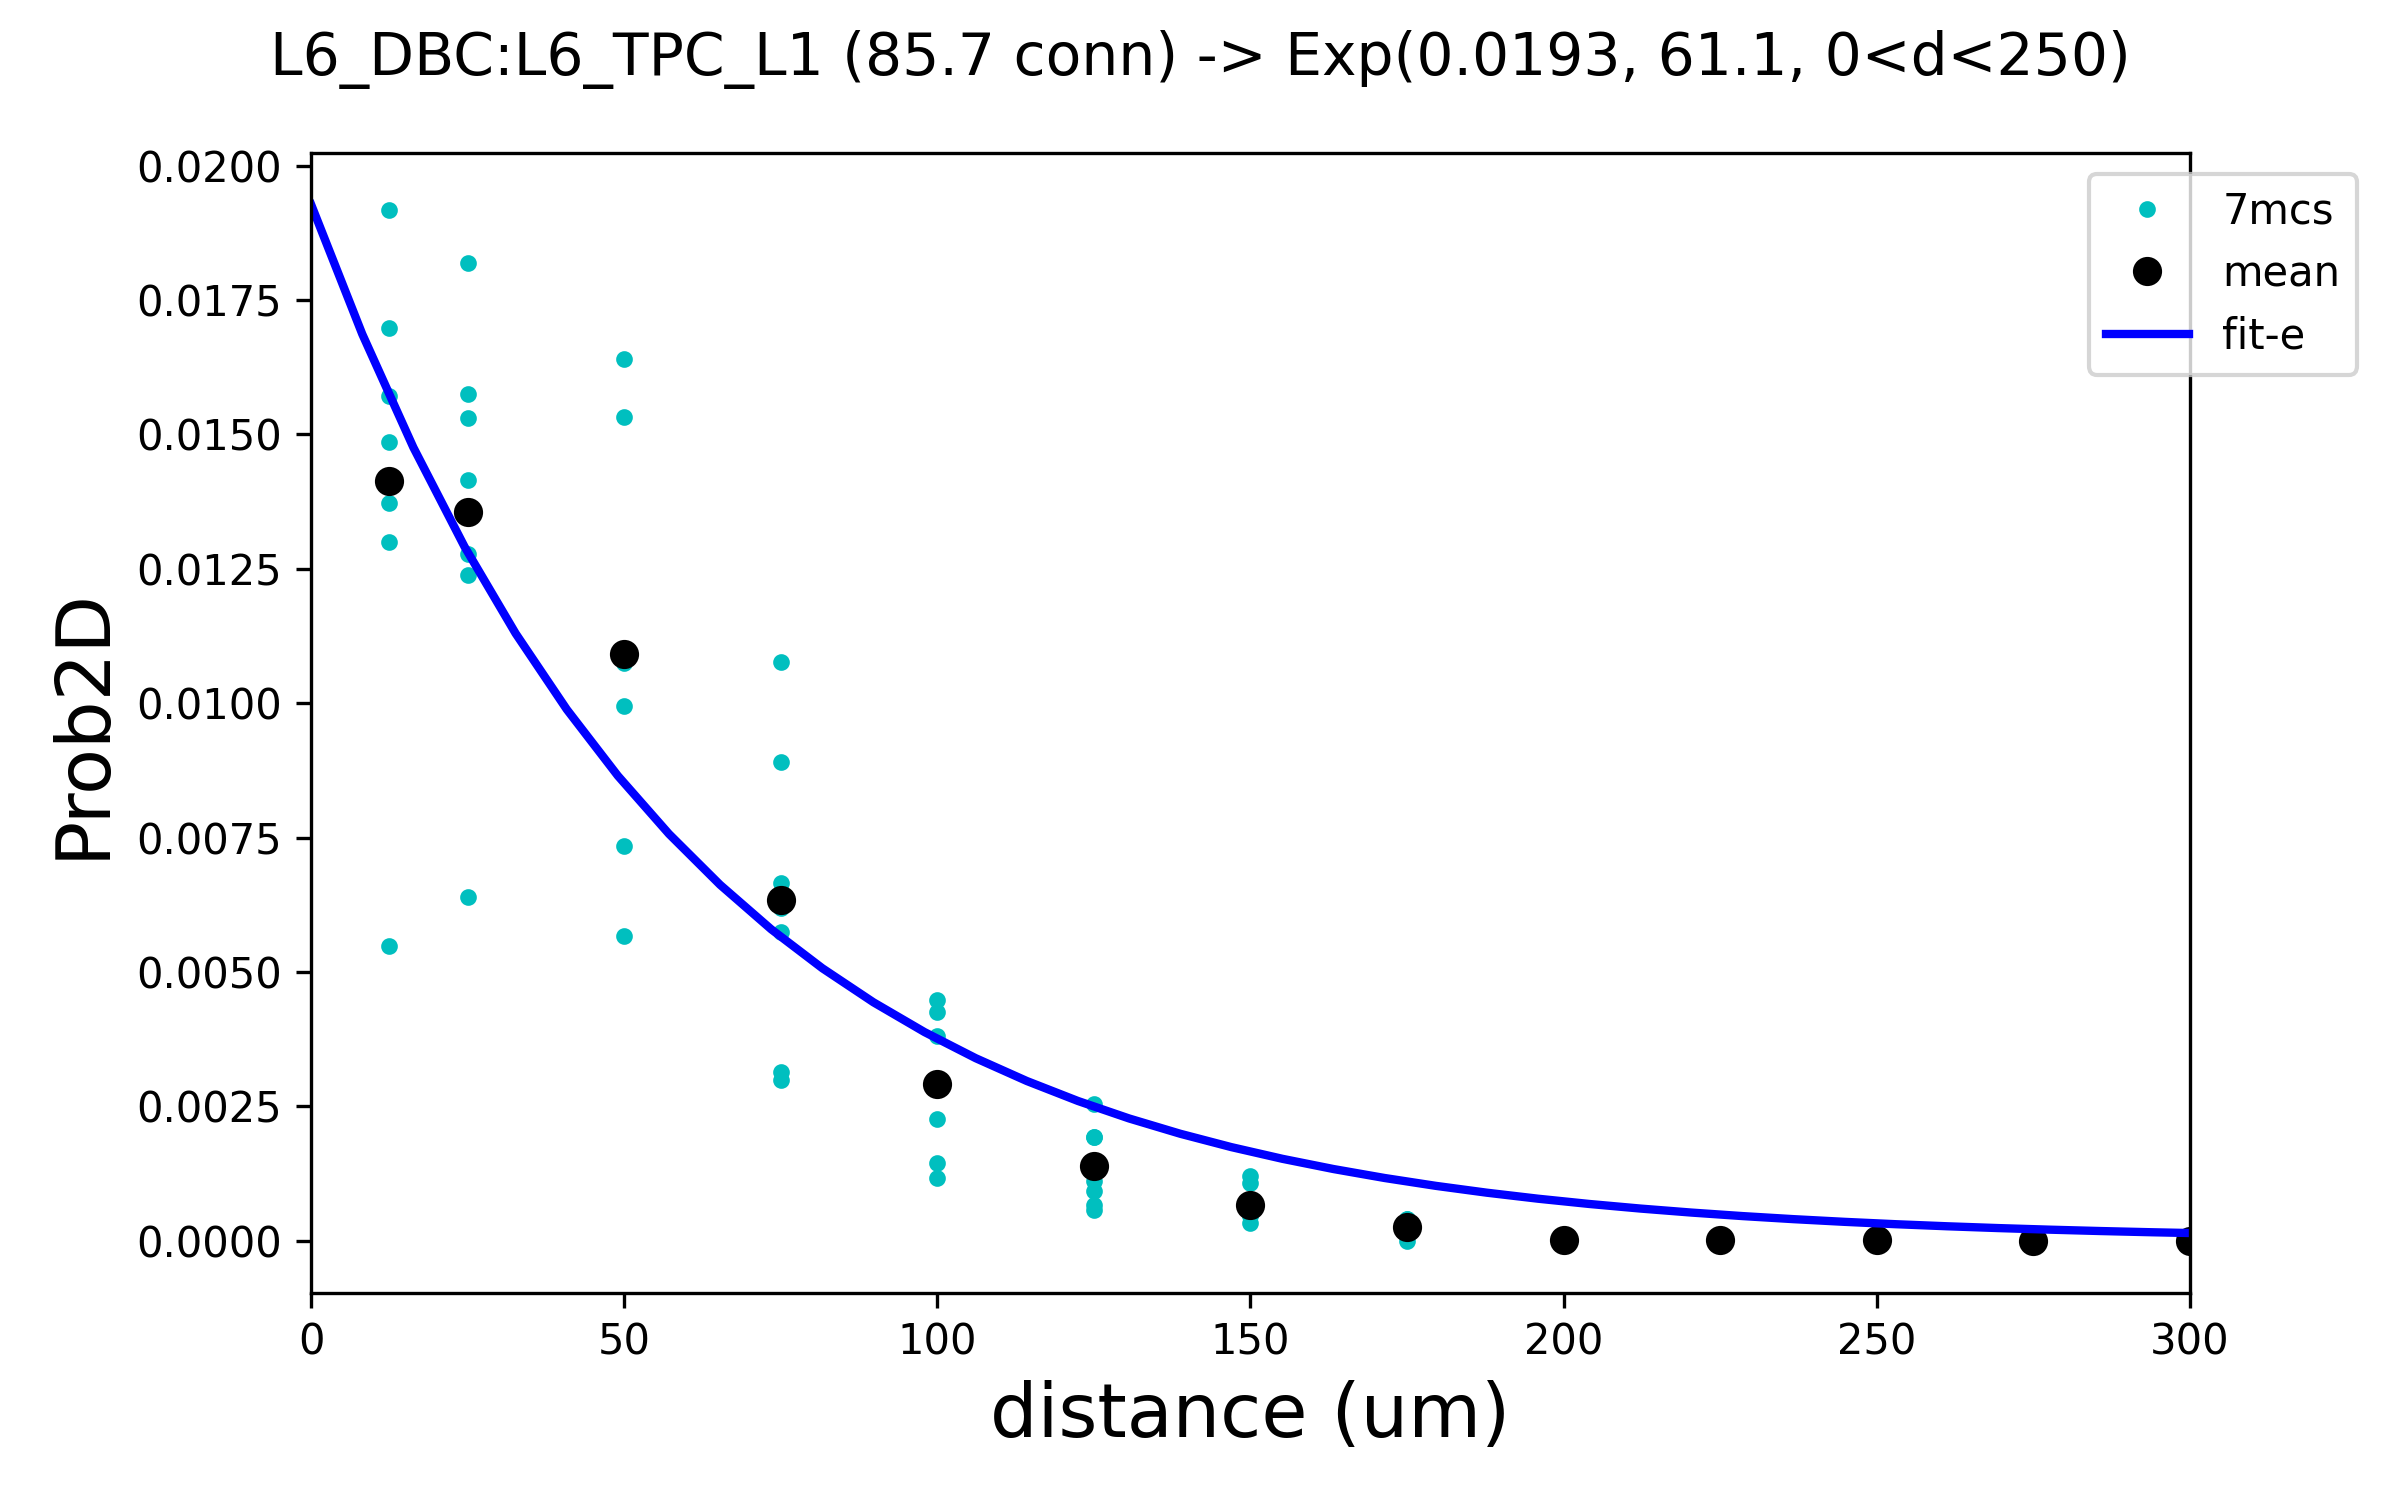 L6_DBC:L6_TPC_L1 (85.7 conn) -> Exp(0.0193, 61.1, 0<d<250)
7mcs
mean
fit-e
Prob2D
0.0200
0.0175
0.0150
0.0125
0.0100
0.0075
0.0050
0.0025
0.0000
0 50 100 150 200 250 300
distance (um)